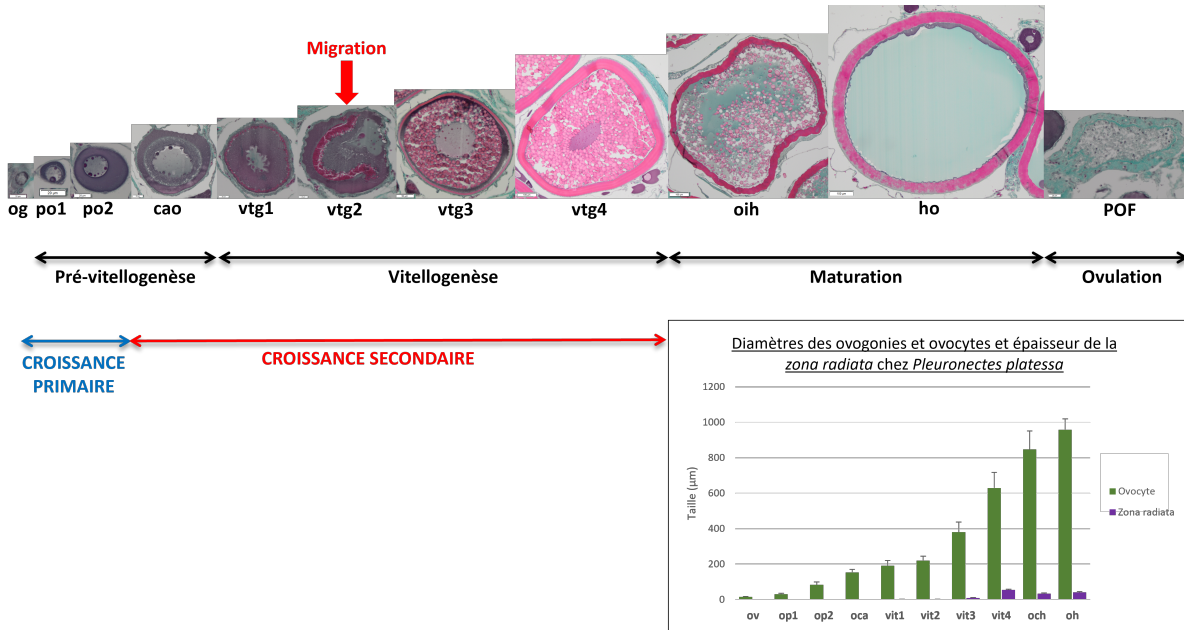 Migration
20 µm
og po1 po2 cao vtg1 vtg2 vtg3 vtg4 oih ho POF
Pré-vitellogenèse Vitellogenèse Maturation Ovulation
CROISSANCE
PRIMAIRE
CROISSANCE SECONDAIRE
Diamètres des ovogonies et ovocytes et épaisseur de la
zona radiata chez Pleuronectes platessa
1200
1000
800
600
400
200
0
Taille (µm)
ov op1 op2 oca vit1 vit2 vit3 vit4 och oh
Ovocyte
Zona radiata